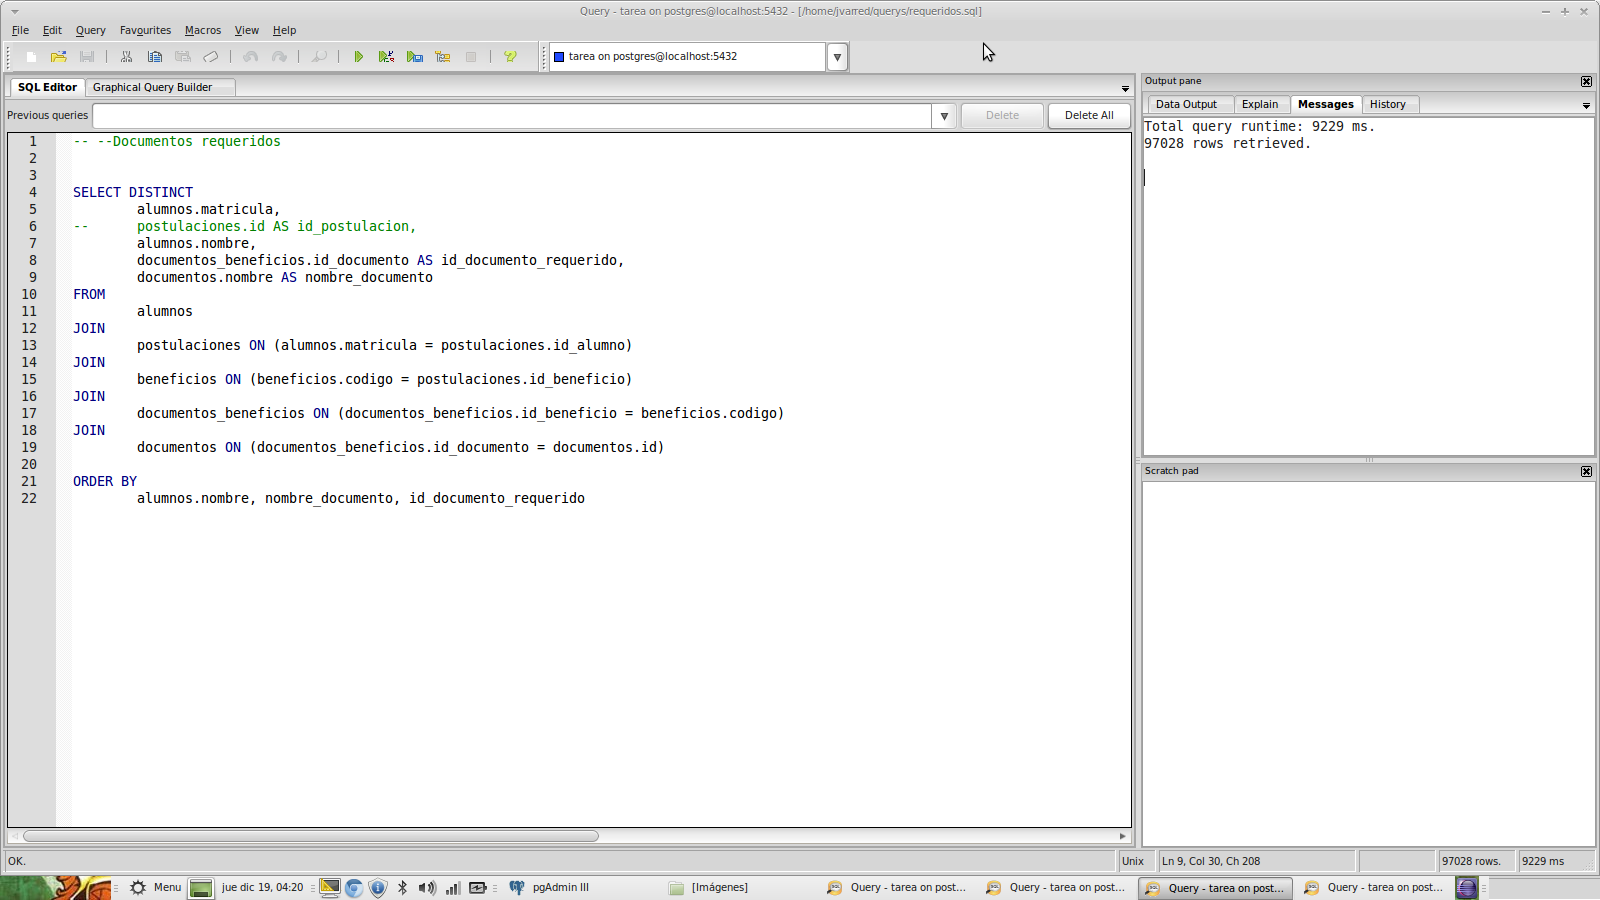 Query - tarea on postgres@localhost:5432 - [/home/jvarred/querys/requeridos.sql]
File Edit Query Favourites Macros View Help
tarea on postgres@localhost:5432
SQL Editor Graphical Query Builder
Previous queries Delete Delete All
1 -- --Documentos requeridos
2
3
4 SELECT DISTINCT
5 alumnos.matricula,
6 -- postulaciones.id AS id_postulacion,
7 alumnos.nombre,
8 documentos_beneficios.id_documento AS id_documento_requerido,
9 documentos.nombre AS nombre_documento
10 FROM
11 alumnos
12 JOIN
13 postulaciones ON (alumnos.matricula = postulaciones.id_alumno)
14 JOIN
15 beneficios ON (beneficios.codigo = postulaciones.id_beneficio)
16 JOIN
17 documentos_beneficios ON (documentos_beneficios.id_beneficio = beneficios.codigo)
18 JOIN
19 documentos ON (documentos_beneficios.id_documento = documentos.id)
20
21 ORDER BY
22 alumnos.nombre, nombre_documento, id_documento_requerido
Output pane
Data Output Explain Messages History
Total query runtime: 9229 ms.
97028 rows retrieved.
Scratch pad
OK. Unix Ln 9, Col 30, Ch 208 97028 rows. 9229 ms
Menu jue dic 19, 04:20 pgAdmin III [Imágenes] Query - tarea on post... Query - tarea on post... Query - tarea on post... Query - tarea on post...